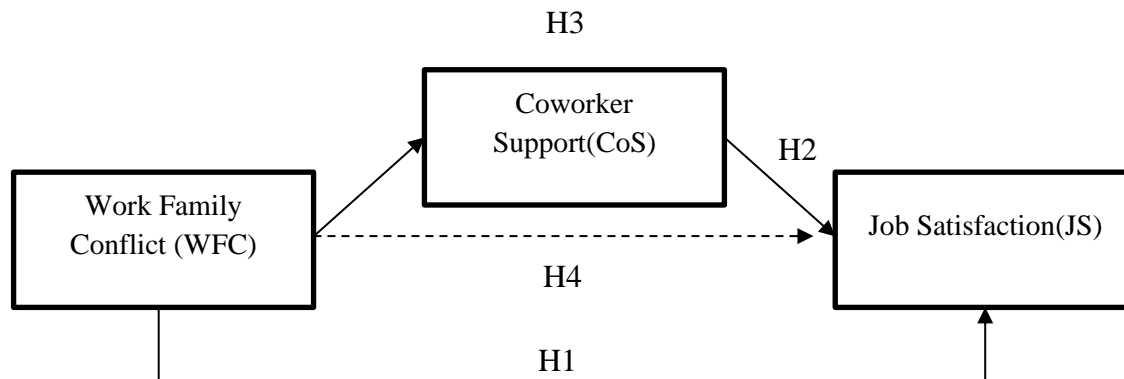 H3
Coworker
Support(CoS)
H2
Work Family
Conflict (WFC)
Job Satisfaction(JS)
H4
H1